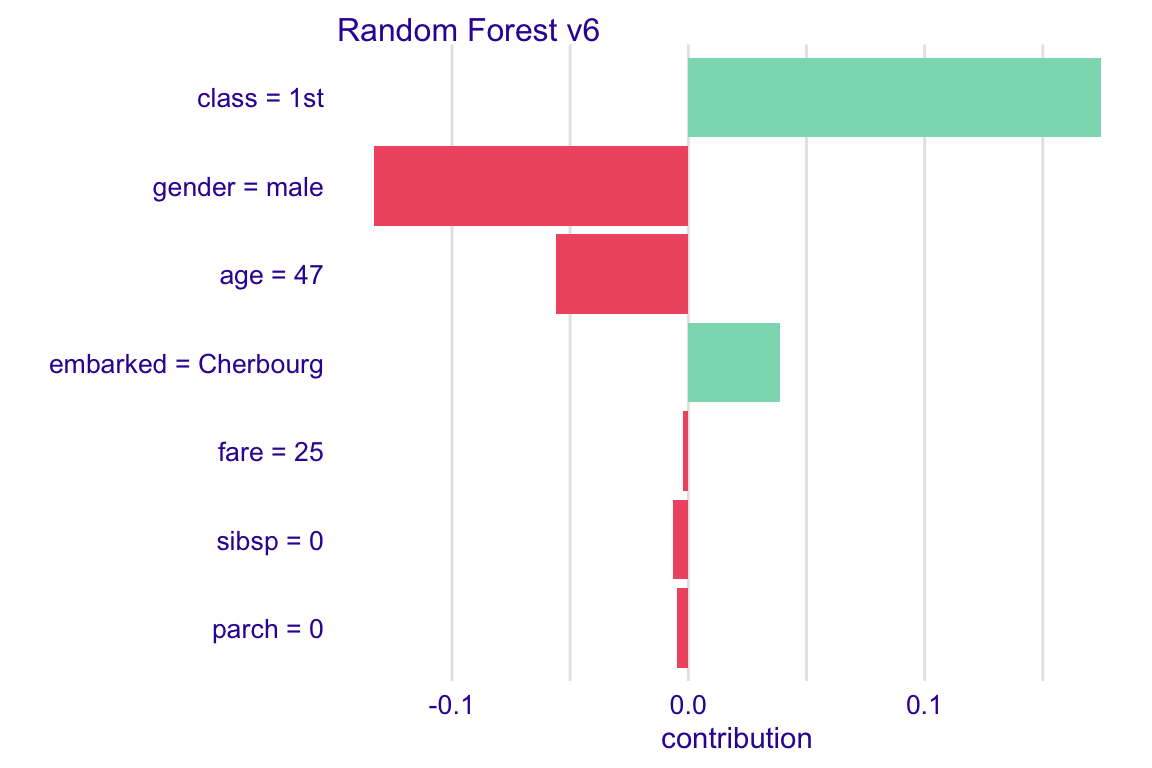 Random Forest v6
class = 1st
gender = male
age = 47
embarked = Cherbourg
fare = 25
sibsp = 0
parch = 0
-0.1
0.0
0.1
contribution